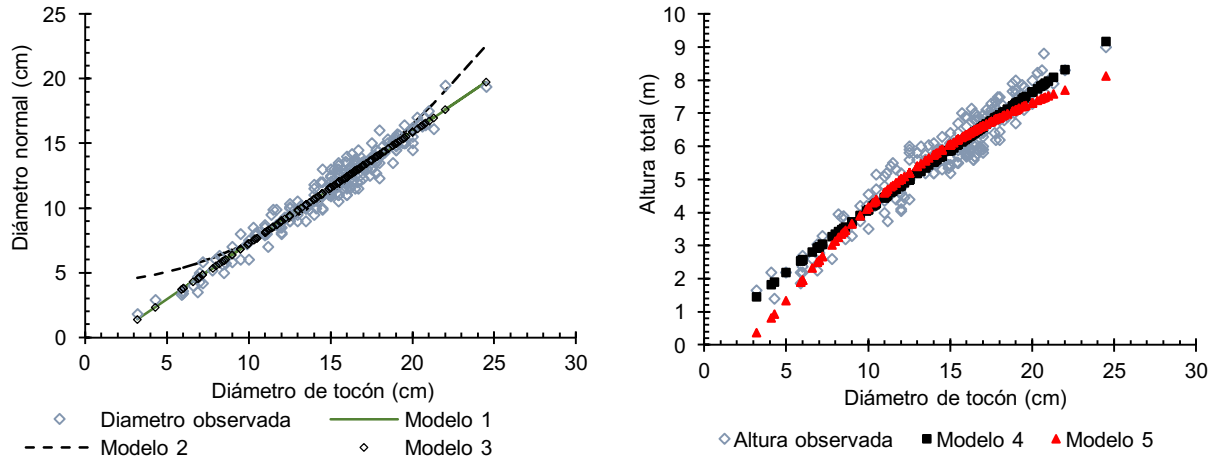 Diámetro normal (cm)
25
20
15
10
5
0
0 5 10 15 20 25 30
Diámetro de tocón (cm)
Diametro observada Modelo 1
Modelo 2 Modelo 3
Altura total (m)
10
9
8
7
6
5
4
3
2
1
0
0 5 10 15 20 25 30
Diámetro de tocón (cm)
Altura observada Modelo 4 Modelo 5